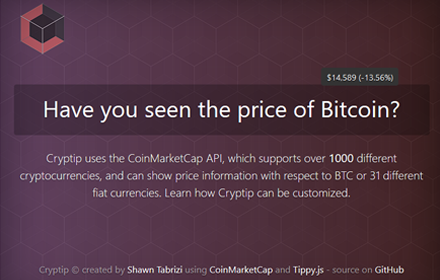 $14,589 (-13.56%)
Have you seen the price of Bitcoin?
Cryptip uses the CoinMarketCap API, which supports over 1000 different
cryptocurrencies, and can show price information with respect to BTC or 31 different
fiat currencies. Learn how Cryptip can be customized.
Cryptip © created by Shawn Tabrizi using CoinMarketCap and Tippy.js - source on GitHub